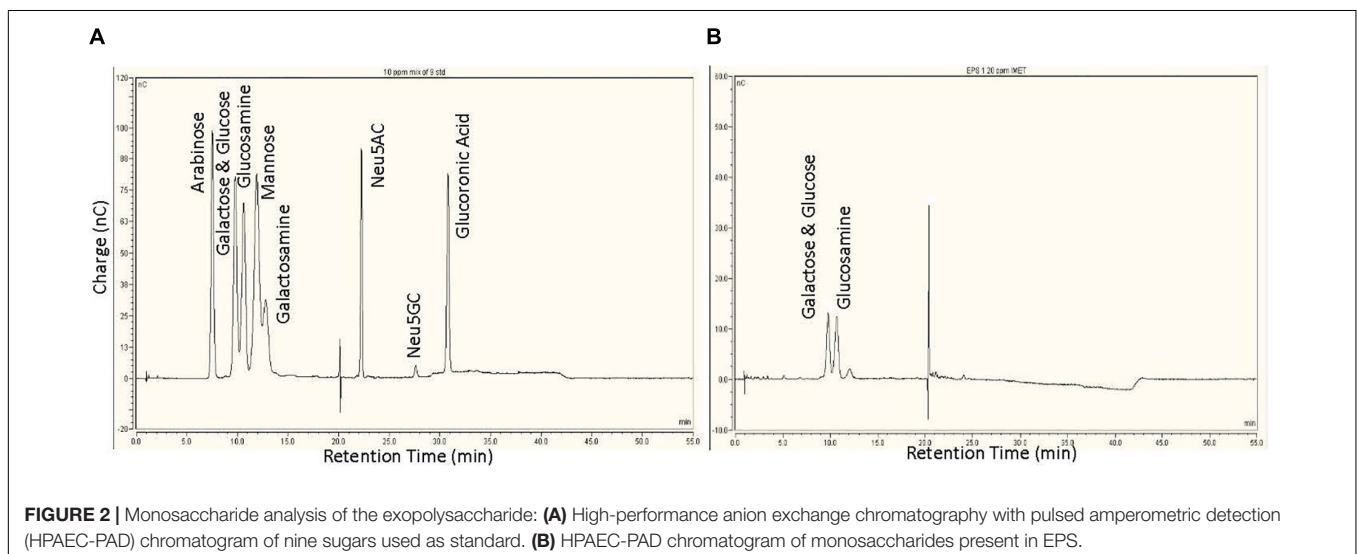 A
10 ppm mix of 9 std
nC
120
100
88
75
63
50
38
25
13
0
-20
Charge (nC)
Arabinose
Galactose & Glucose
Glucosamine
Mannose
Galactosamine
Neu5AC
Neu5GC
Glucoronic Acid
min
0.0 5.0 10.0 15.0 20.0 25.0 30.0 35.0 40.0 45.0 50.0 55.0
Retention Time (min)
B
EPS 1 20 ppm IMET
nC
60.0
50.0
40.0
30.0
20.0
10.0
0.0
-10.0
Galactose & Glucose
Glucosamine
min
0.0 5.0 10.0 15.0 20.0 25.0 30.0 35.0 40.0 45.0 50.0 55.0
Retention Time (min)
FIGURE 2 | Monosaccharide analysis of the exopolysaccharide: (A) High-performance anion exchange chromatography with pulsed amperometric detection
(HPAEC-PAD) chromatogram of nine sugars used as standard. (B) HPAEC-PAD chromatogram of monosaccharides present in EPS.